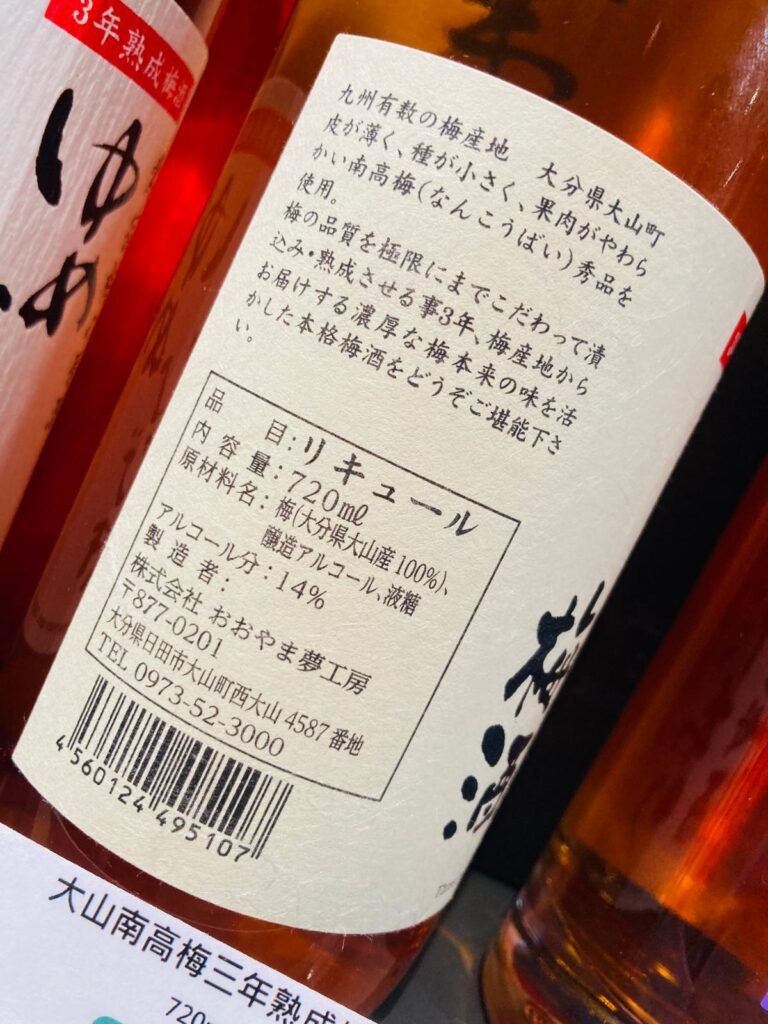 3年熟成梅酒
ゆめ
九州有数の梅産地　大分県大山町
皮が薄く、種が小さく、果肉がやわら
かい南高梅(なんこうばい)秀品を
使用。
梅の品質を極限にまでこだわって漬
込み・熟成させる事3年、梅産地から
お届けする濃厚な梅本来の味を活
かした本格梅酒をどうぞご堪能下さ
い。
品　目:リキュール
内容量:720㎖
原材料名:梅(大分県大山産100%)、
醸造アルコール、液糖
アルコール分:14%
製造者:
株式会社 おおやま夢工房
〒877-0201
大分県日田市大山町西大山4587番地
TEL 0973-52-3000
4560124495107
梅酒
大山南高梅三年熟成
720